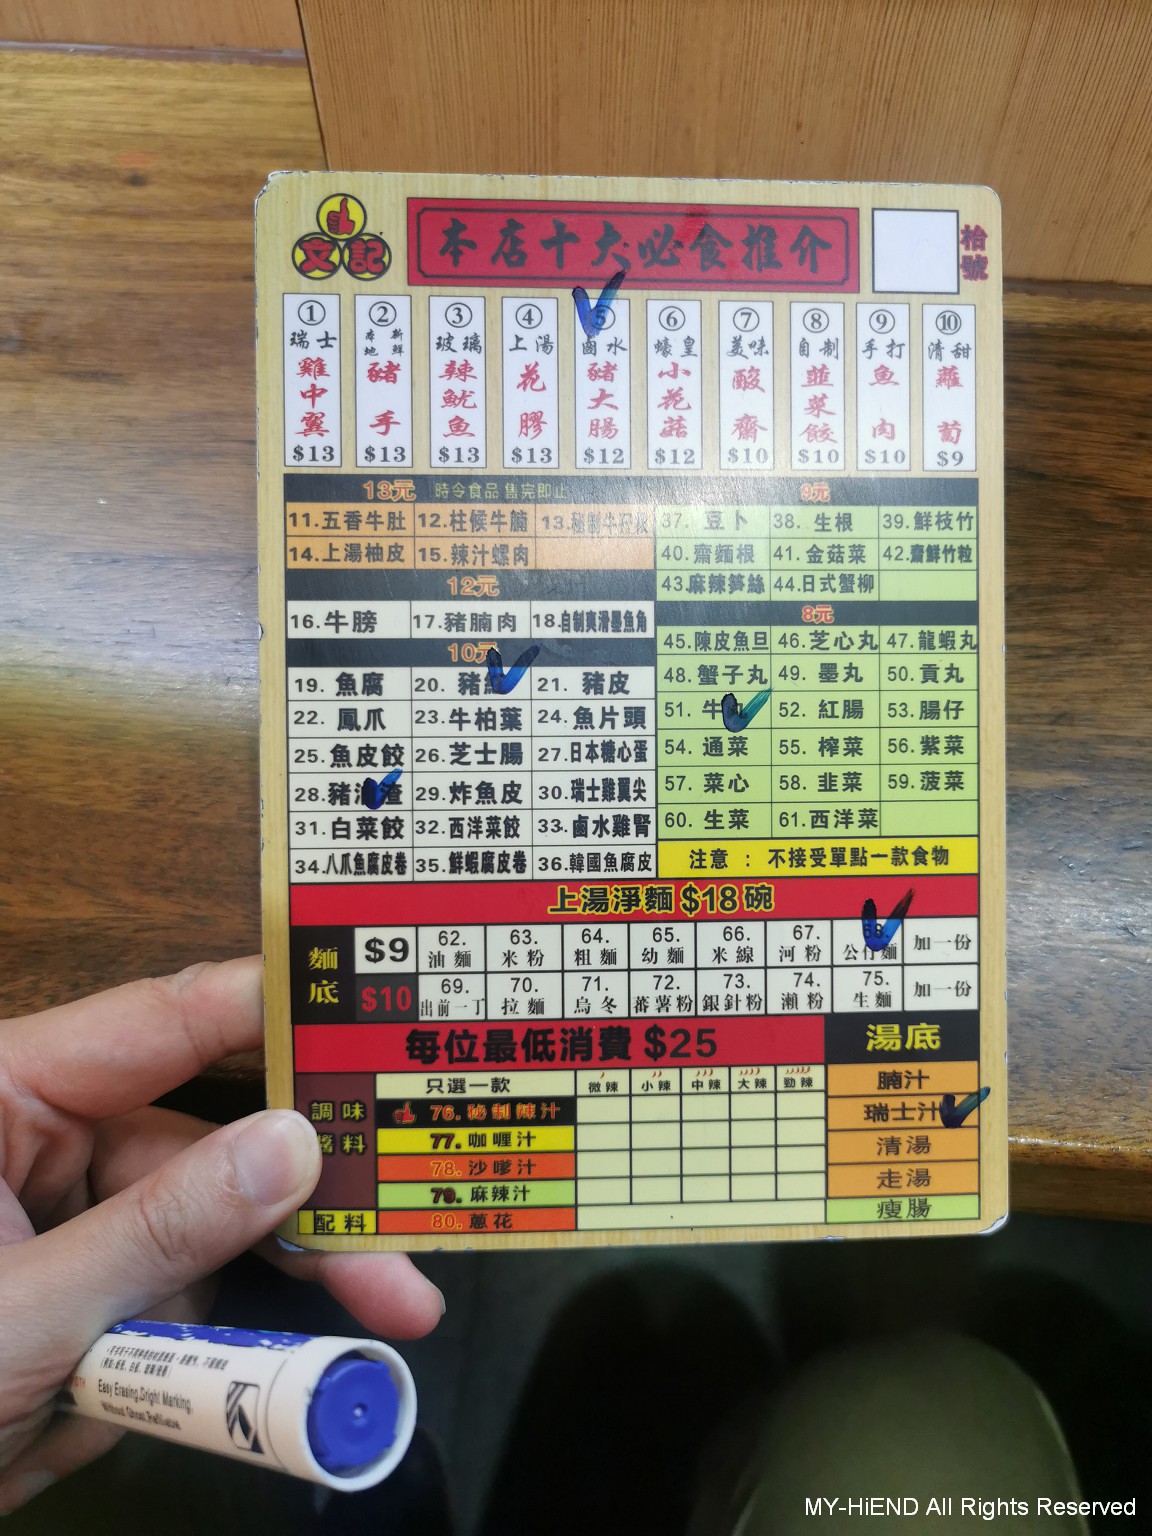 文記
本店十大必食推介
枱號
① 瑞士 雞中翼 $13
② 新鮮本地 豬手 $13
③ 玻璃 辣魷魚 $13
④ 上湯 花膠 $13
⑤ 鹵水 豬大腸 $12
⑥ 蠔皇 小花菇 $12
⑦ 美味 酸齋 $10
⑧ 自制 韮菜餃 $10
⑨ 手打 魚肉 $10
⑩ 清甜 蘿蔔 $9
13元 時令食品 售完即止
11.五香牛肚 12.柱候牛腩 13.秘制牛
14.上湯柚皮 15.辣汁螺肉
12元
16.牛膀 17.豬腩肉 18.自制爽滑墨魚角
10元
19. 魚腐 20. 豬 21. 豬皮
22. 鳳爪 23.牛柏葉 24.魚片頭
25.魚皮餃 26.芝士腸 27.日本糖心蛋
28.豬油渣 29.炸魚皮 30.瑞士雞翼尖
31.白菜餃 32.西洋菜餃 33.鹵水雞腎
34.八爪魚腐皮卷 35.鮮蝦腐皮卷 36.韓國魚腐皮
9元
37. 豆卜 38. 生根 39.鮮枝竹
40.齋麵根 41.金菇菜 42.齋鮮竹粒
43.麻辣笋絲 44.日式蟹柳
8元
45.陳皮魚旦 46.芝心丸 47.龍蝦丸
48.蟹子丸 49. 墨丸 50.貢丸
51. 牛丸 52. 紅腸 53.腸仔
54. 通菜 55. 榨菜 56.紫菜
57. 菜心 58. 韭菜 59.菠菜
60. 生菜 61.西洋菜
注意 : 不接受單點一款食物
上湯淨麵 $18 碗
麵底
$9 62. 油麵 63. 米粉 64. 粗麵 65. 幼麵 66. 米線 67. 河粉 68. 公仔麵 加一份
$10 69. 出前一丁 70. 拉麵 71. 烏冬 72. 蕃薯粉 73. 銀針粉 74. 瀨粉 75. 生麵 加一份
每位最低消費 $25
只選一款 微辣 小辣 中辣 大辣 勁辣
調味醬料
76. 秘制辣汁
77. 咖喱汁
78. 沙嗲汁
79. 麻辣汁
配料 80. 蔥花
湯底
腩汁
瑞士汁
清湯
走湯
瘦腸
Easy Erasing,Bright Marking,
MY-HiEND All Rights Reserved